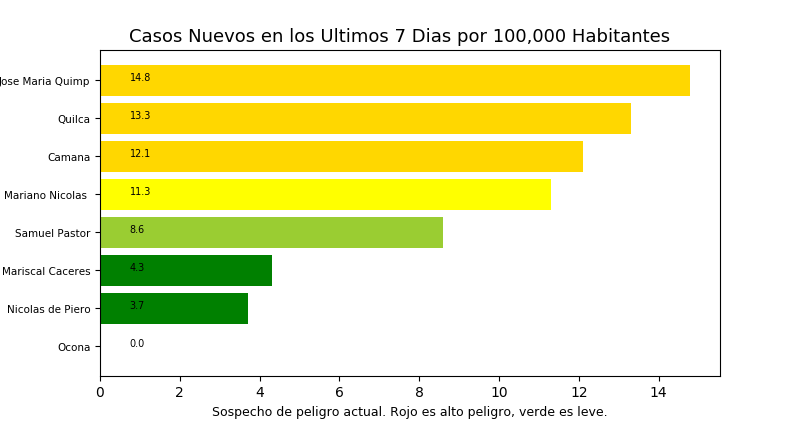 Casos Nuevos en los Ultimos 7 Dias por 100,000 Habitantes
Jose Maria Quimp 14.8
Quilca 13.3
Camana 12.1
Mariano Nicolas 11.3
Samuel Pastor 8.6
Mariscal Caceres 4.3
Nicolas de Piero 3.7
Ocona 0.0
0 2 4 6 8 10 12 14
Sospecho de peligro actual. Rojo es alto peligro, verde es leve.